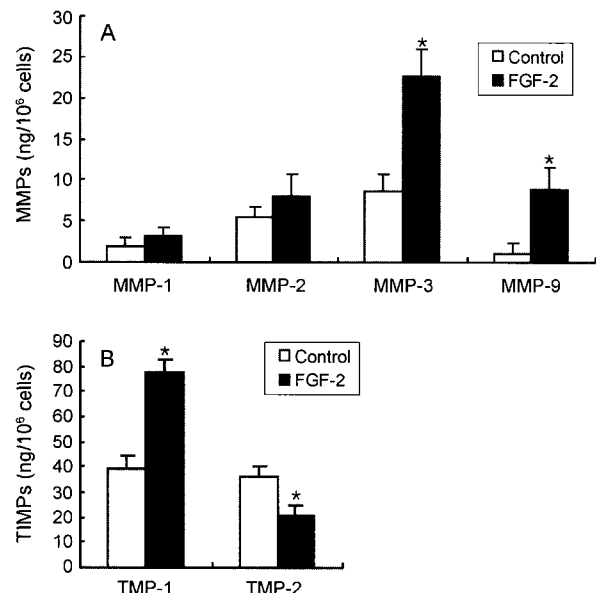 A
MMPs (ng/10⁶ cells)
30
25
20
15
10
5
0
*
*
Control
FGF-2
MMP-1 MMP-2 MMP-3 MMP-9
B
TIMPs (ng/10⁶ cells)
90
80
70
60
50
40
30
20
10
0
*
*
Control
FGF-2
TMP-1 TMP-2